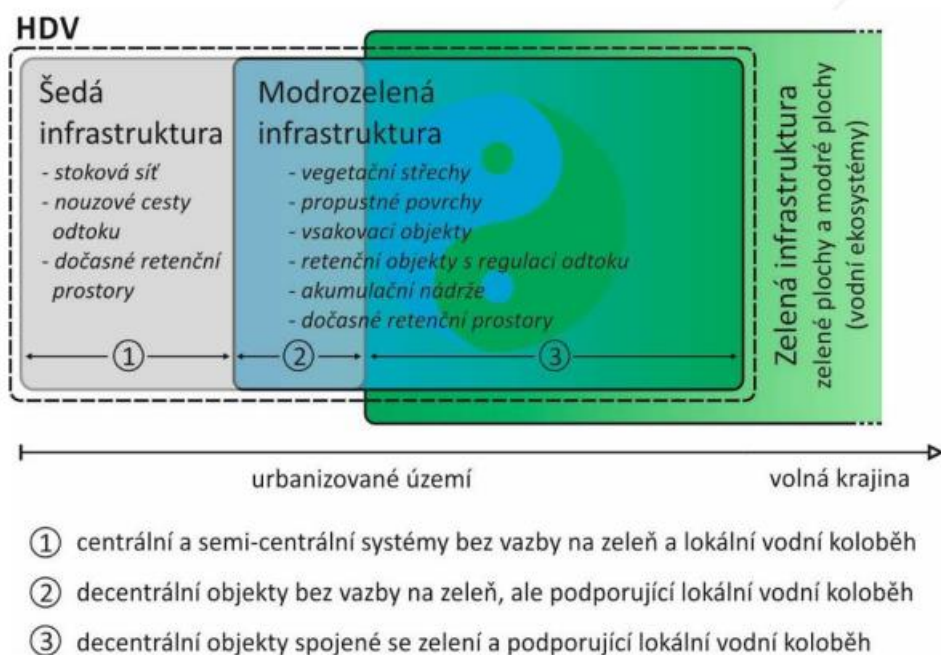 HDV
Šedá
infrastruktura
- stoková síť
- nouzové cesty
odtoku
- dočasné retenční
prostory
Modrozelená
infrastruktura
- vegetační střechy
- propustné povrchy
- vsakovací objekty
- retenční objekty s regulací odtoku
- akumulační nádrže
- dočasné retenční prostory
Zelená infrastruktura
zelené plochy a modré plochy
(vodní ekosystémy)
1
2
3
urbanizované území
volná krajina
1 centrální a semi-centrální systémy bez vazby na zeleň a lokální vodní koloběh
2 decentrální objekty bez vazby na zeleň, ale podporující lokální vodní koloběh
3 decentrální objekty spojené se zelení a podporující lokální vodní koloběh